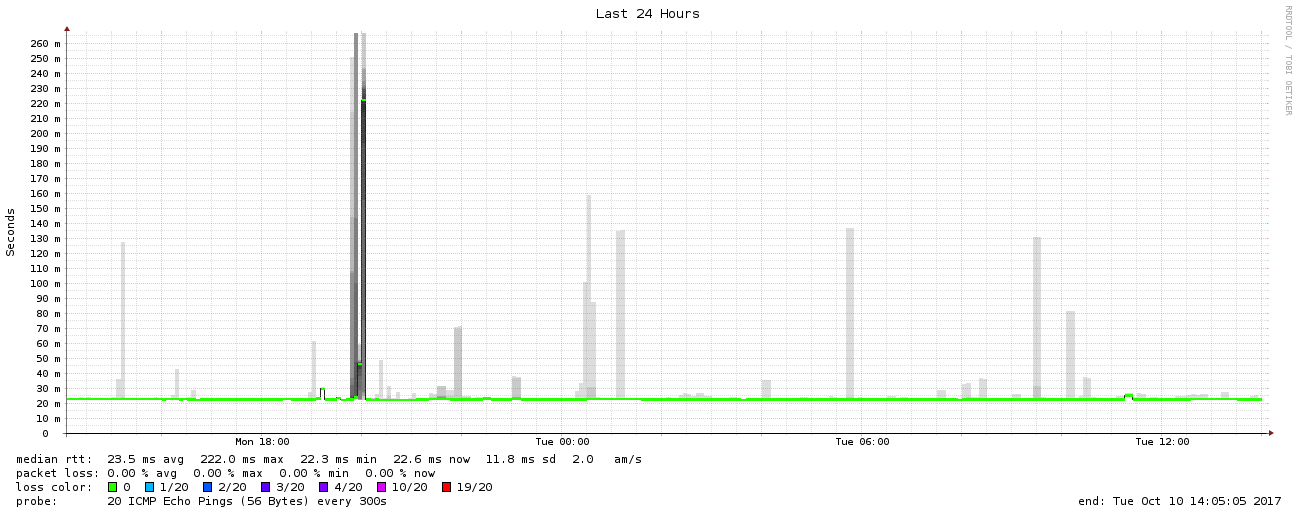 Last 24 Hours
RRDTOOL / TOBI OETIKER
Seconds
260 m
250 m
240 m
230 m
220 m
210 m
200 m
190 m
180 m
170 m
160 m
150 m
140 m
130 m
120 m
110 m
100 m
90 m
80 m
70 m
60 m
50 m
40 m
30 m
20 m
10 m
0
Mon 18:00 Tue 00:00 Tue 06:00 Tue 12:00
median rtt: 23.5 ms avg 222.0 ms max 22.3 ms min 22.6 ms now 11.8 ms sd 2.0 am/s
packet loss: 0.00 % avg 0.00 % max 0.00 % min 0.00 % now
loss color: 0 1/20 2/20 3/20 4/20 10/20 19/20
probe: 20 ICMP Echo Pings (56 Bytes) every 300s end: Tue Oct 10 14:05:05 2017